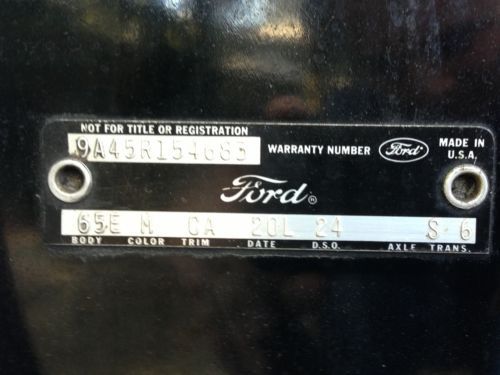 NOT FOR TITLE OR REGISTRATION
9A45R154683 WARRANTY NUMBER Ford MADE IN U.S.A.
Ford ®
65E M CA 20L 24 S 6
BODY COLOR TRIM DATE D.S.O. AXLE TRANS.